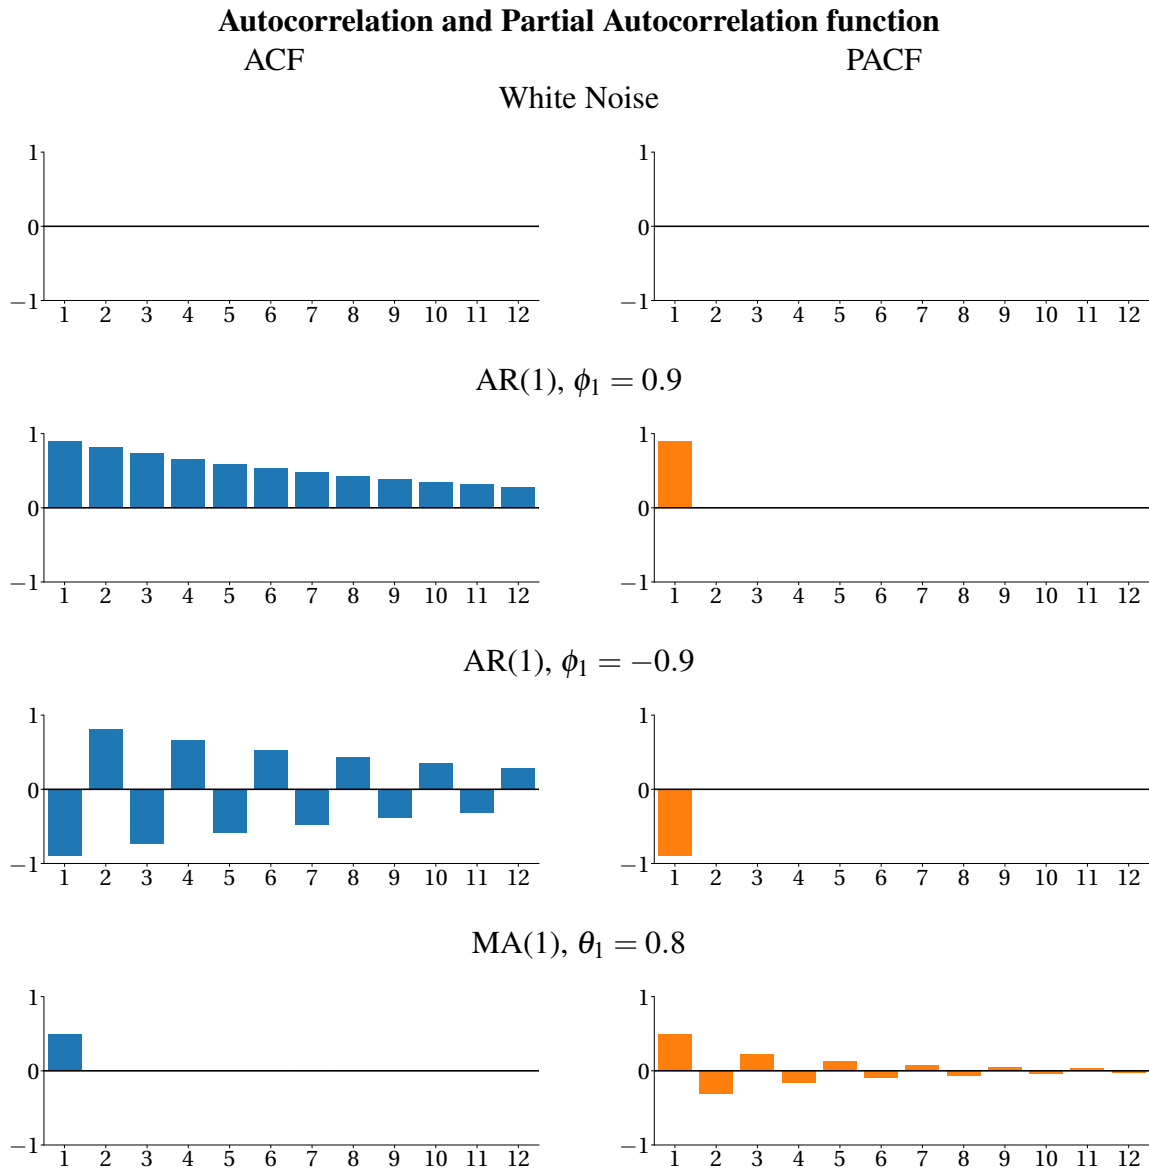 Autocorrelation and Partial Autocorrelation function
ACF PACF
White Noise
1 1
0 0
−1 −1
1 2 3 4 5 6 7 8 9 10 11 12 1 2 3 4 5 6 7 8 9 10 11 12
AR(1), ϕ₁ = 0.9
1 1
0 0
−1 −1
1 2 3 4 5 6 7 8 9 10 11 12 1 2 3 4 5 6 7 8 9 10 11 12
AR(1), ϕ₁ = −0.9
1 1
0 0
−1 −1
1 2 3 4 5 6 7 8 9 10 11 12 1 2 3 4 5 6 7 8 9 10 11 12
MA(1), θ₁ = 0.8
1 1
0 0
−1 −1
1 2 3 4 5 6 7 8 9 10 11 12 1 2 3 4 5 6 7 8 9 10 11 12